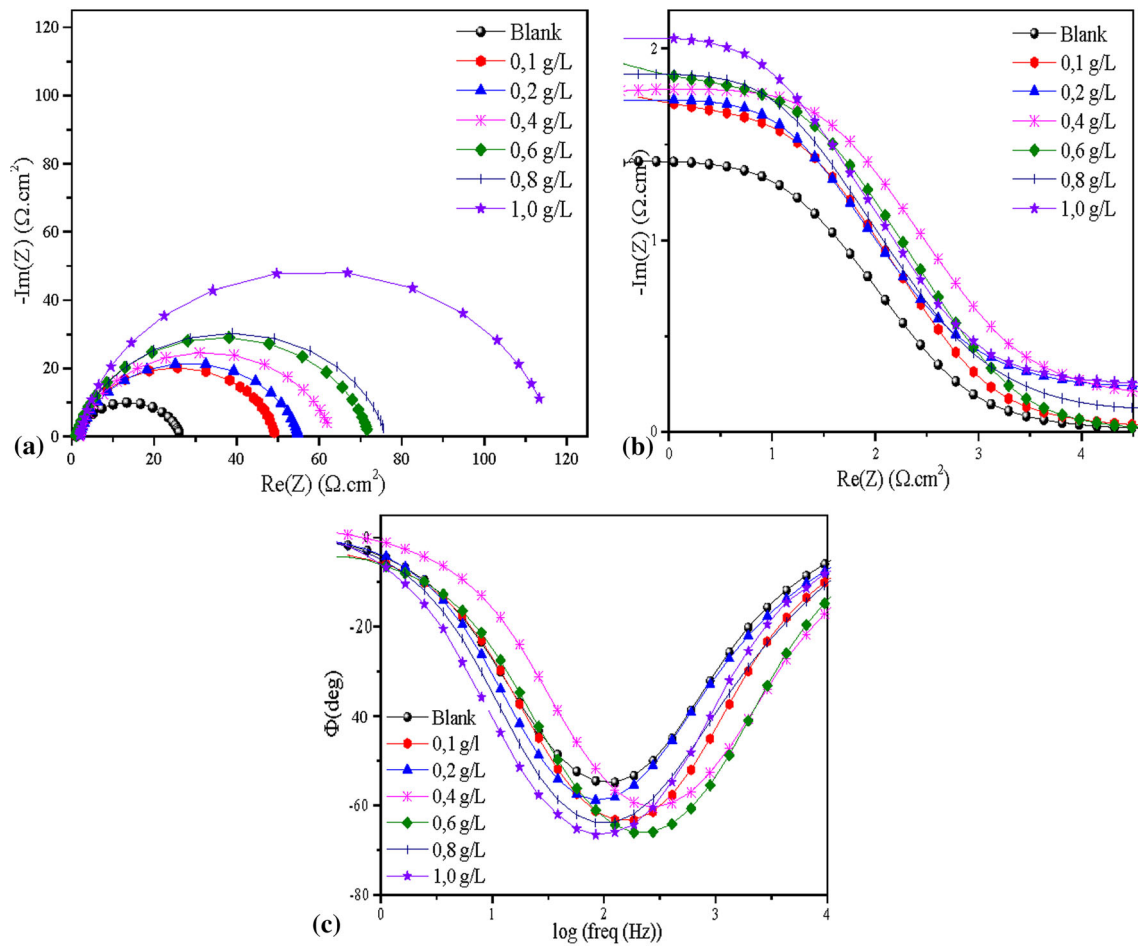 120
100
80
60
40
20
0
-Im(Z) (Ω.cm²)
Blank
0,1 g/L
0,2 g/L
0,4 g/L
0,6 g/L
0,8 g/L
1,0 g/L
(a)
0 20 40 60 80 100 120
Re(Z) (Ω.cm²)
2
1
0
-Im(Z) (Ω.cm²)
Blank
0,1 g/L
0,2 g/L
0,4 g/L
0,6 g/L
0,8 g/L
1,0 g/L
(b)
0 1 2 3 4
Re(Z) (Ω.cm²)
0
-20
-40
-60
-80
Φ(deg)
Blank
0,1 g/l
0,2 g/L
0,4 g/L
0,6 g/L
0,8 g/L
1,0 g/L
(c)
0 1 2 3 4
log (freq (Hz))